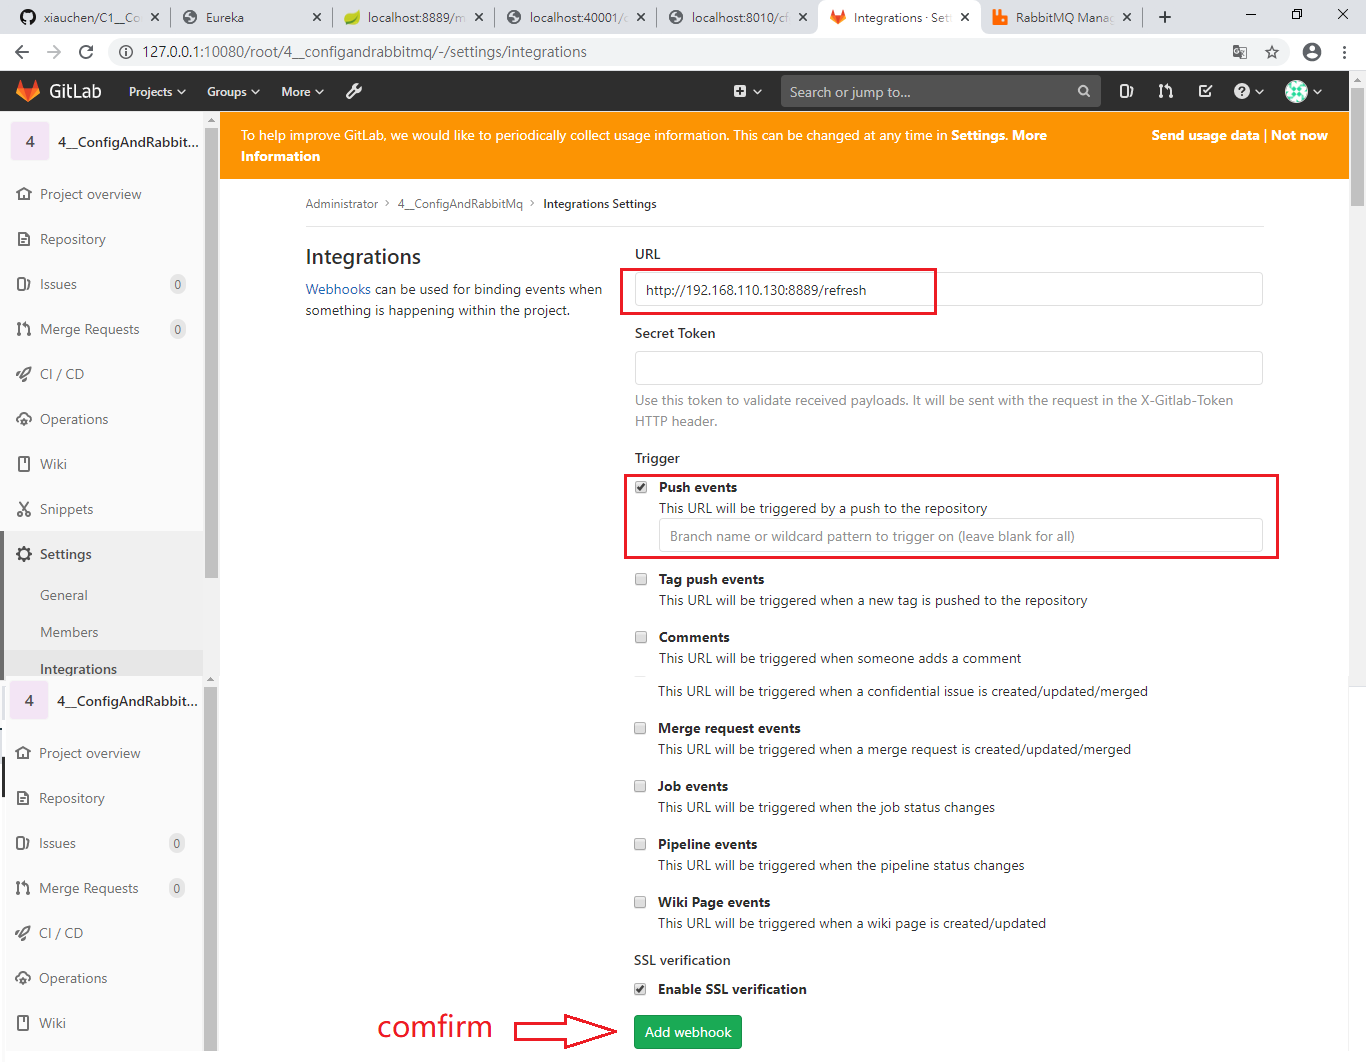 xiauchen/C1__Co
Eureka
localhost:8889/m
localhost:40001/c
localhost:8010/cf
Integrations · Set
RabbitMQ Manag
127.0.0.1:10080/root/4__configandrabbitmq/-/settings/integrations
GitLab
Projects
Groups
More
Search or jump to...
4
4__ConfigAndRabbit...
Project overview
Repository
Issues
0
Merge Requests
0
CI / CD
Operations
Wiki
Snippets
Settings
General
Members
Integrations
4
4__ConfigAndRabbit...
Project overview
Repository
Issues
0
Merge Requests
0
CI / CD
Operations
Wiki
To help improve GitLab, we would like to periodically collect usage information. This can be changed at any time in Settings. More
Information
Send usage data | Not now
Administrator > 4__ConfigAndRabbitMq > Integrations Settings
Integrations
Webhooks can be used for binding events when
something is happening within the project.
URL
http://192.168.110.130:8889/refresh
Secret Token
Use this token to validate received payloads. It will be sent with the request in the X-Gitlab-Token
HTTP header.
Trigger
Push events
This URL will be triggered by a push to the repository
Branch name or wildcard pattern to trigger on (leave blank for all)
Tag push events
This URL will be triggered when a new tag is pushed to the repository
Comments
This URL will be triggered when someone adds a comment
This URL will be triggered when a confidential issue is created/updated/merged
Merge request events
This URL will be triggered when a merge request is created/updated/merged
Job events
This URL will be triggered when the job status changes
Pipeline events
This URL will be triggered when the pipeline status changes
Wiki Page events
This URL will be triggered when a wiki page is created/updated
SSL verification
Enable SSL verification
comfirm
Add webhook